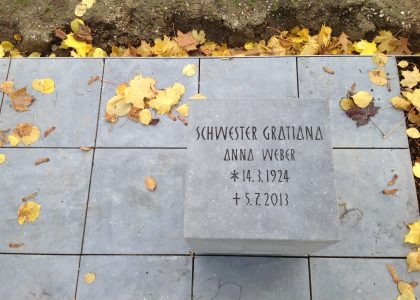 SCHWESTER GRATIANA
ANNA WEBER
* 14.3.1924
† 5.7.2013